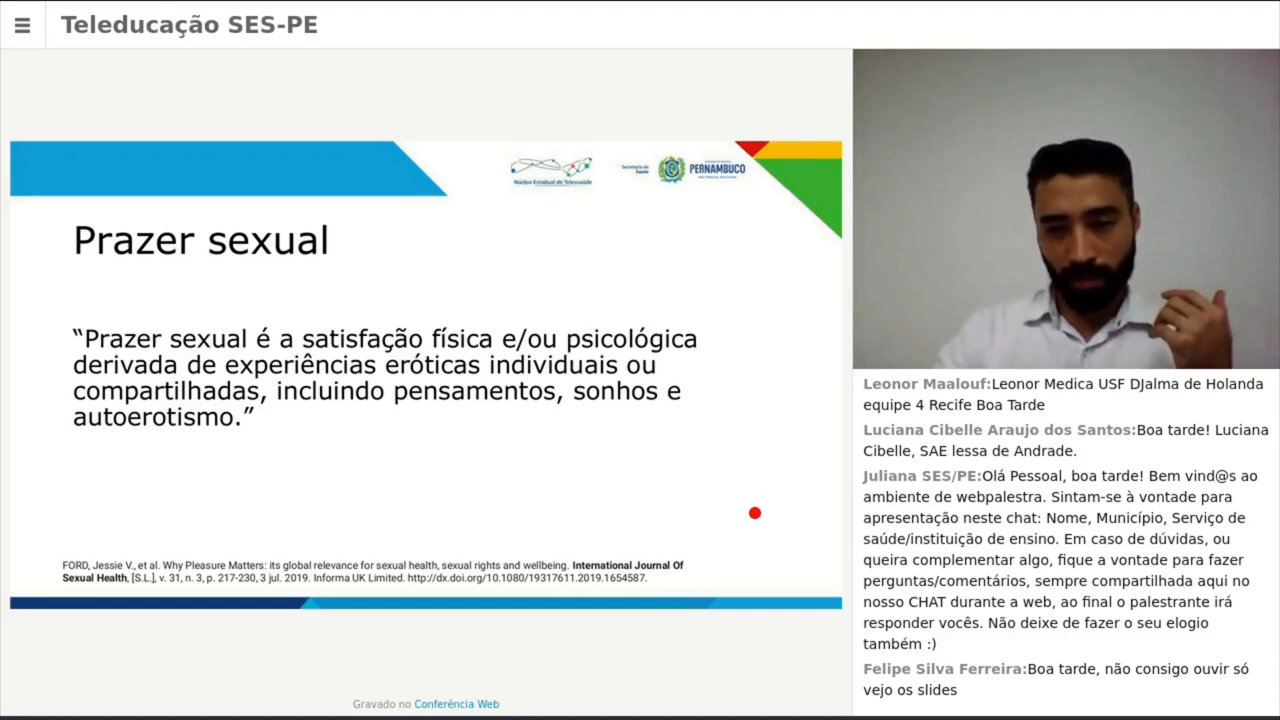 Teleducação SES-PE
Núcleo Estadual de Telessaúde
Secretaria da
Saúde
PERNAMBUCO
Prazer sexual
“Prazer sexual é a satisfação física e/ou psicológica
derivada de experiências eróticas individuais ou
compartilhadas, incluindo pensamentos, sonhos e
autoerotismo.”
FORD, Jessie V., et al. Why Pleasure Matters: its global relevance for sexual health, sexual rights and wellbeing. International Journal Of
Sexual Health, [S.L.], v. 31, n. 3, p. 217-230, 3 jul. 2019. Informa UK Limited. http://dx.doi.org/10.1080/19317611.2019.1654587.
Gravado no Conferência Web
Leonor Maalouf:Leonor Medica USF DJalma de Holanda
equipe 4 Recife Boa Tarde
Luciana Cibelle Araujo dos Santos:Boa tarde! Luciana
Cibelle, SAE lessa de Andrade.
Juliana SES/PE:Olá Pessoal, boa tarde! Bem vind@s ao
ambiente de webpalestra. Sintam-se à vontade para
apresentação neste chat: Nome, Município, Serviço de
saúde/instituição de ensino. Em caso de dúvidas, ou
queira complementar algo, fique a vontade para fazer
perguntas/comentários, sempre compartilhada aqui no
nosso CHAT durante a web, ao final o palestrante irá
responder vocês. Não deixe de fazer o seu elogio
também :)
Felipe Silva Ferreira:Boa tarde, não consigo ouvir só
vejo os slides